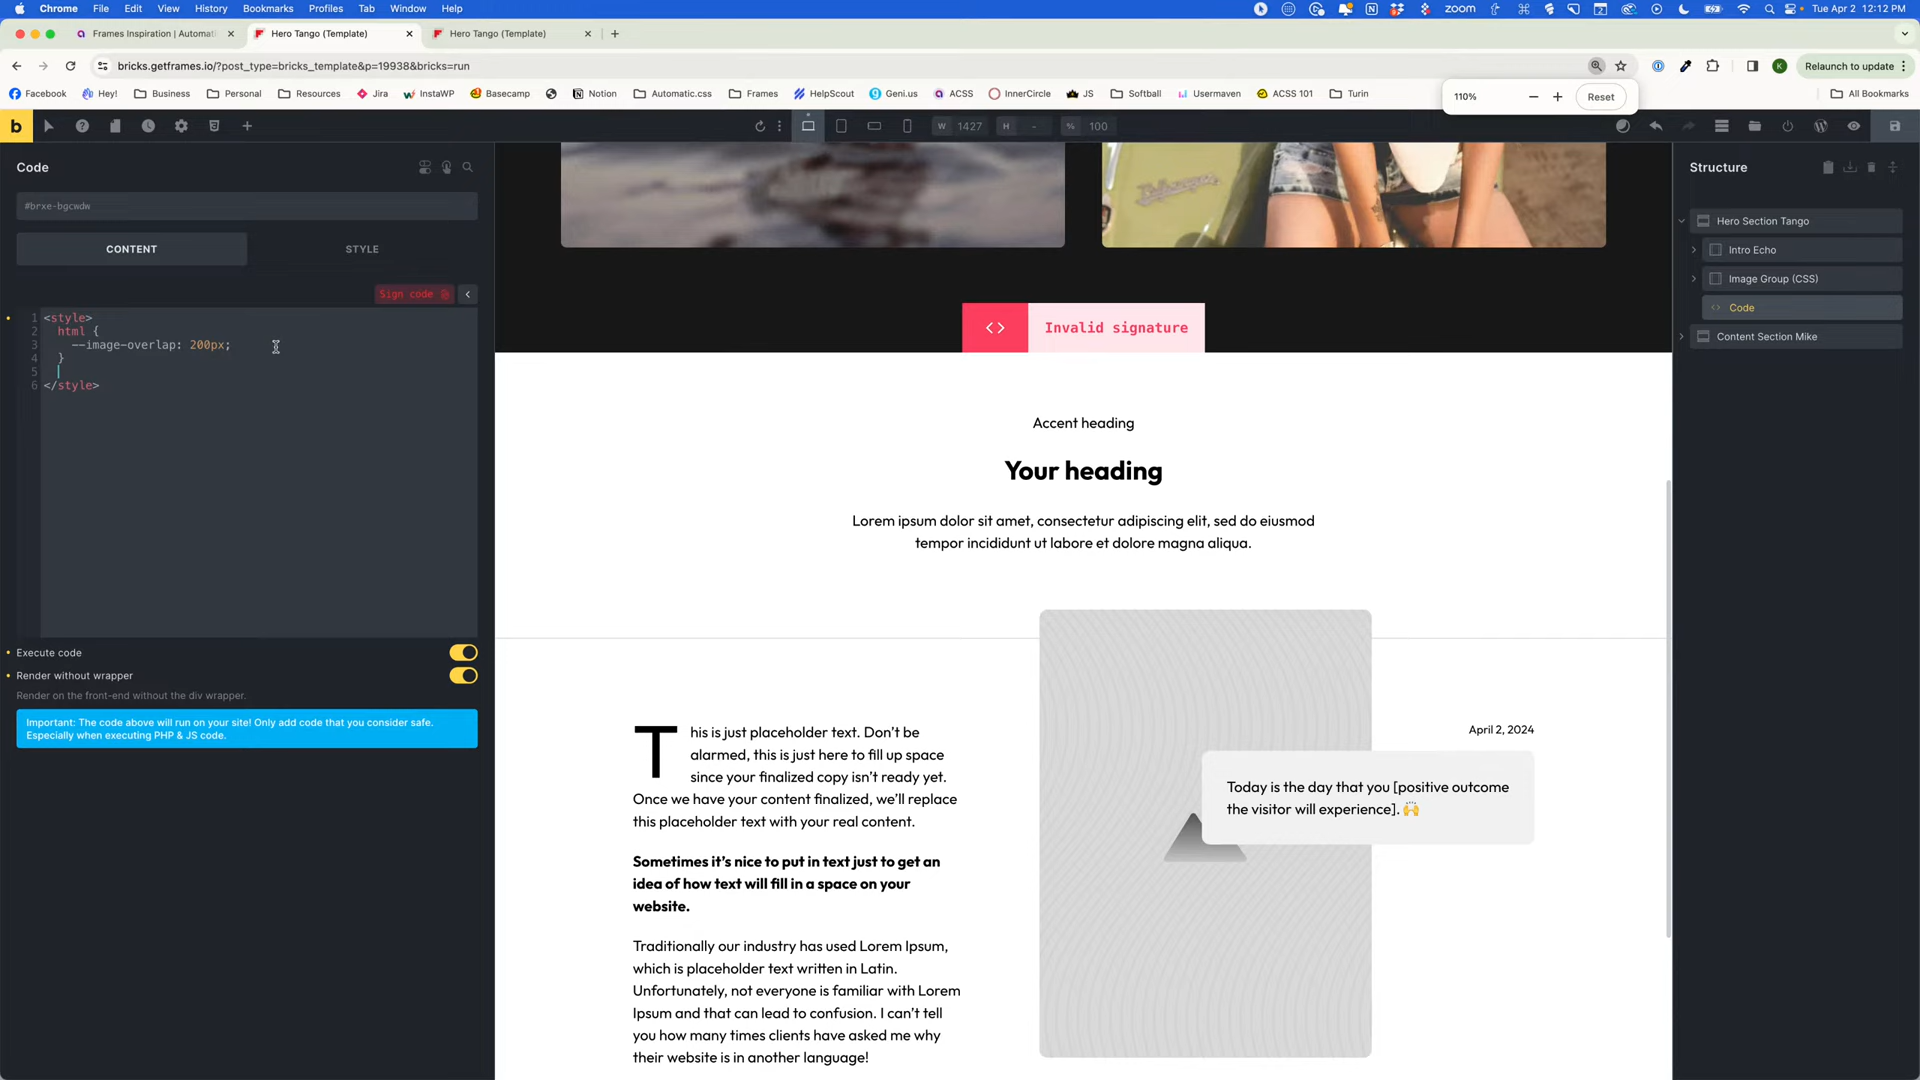 Chrome File Edit View History Bookmarks Profiles Tab Window Help
zoom Tue Apr 2 12:12 PM
Frames Inspiration | Automati Hero Tango (Template) Hero Tango (Template)
bricks.getframes.io/?post_type=bricks_template&p=19938&bricks=run
Relaunch to update
Facebook Hey! Business Personal Resources Jira InstaWP Basecamp Notion Automatic.css Frames HelpScout Geni.us ACSS InnerCircle JS Softball Usermaven ACSS 101 Turin All Bookmarks
110% Reset
b W 1427 H - % 100
Code
#brxe-bgcwdw
CONTENT STYLE
Sign code
1 <style>
2 html {
3 --image-overlap: 200px;
4 }
5
6 </style>
Execute code
Render without wrapper
Render on the front-end without the div wrapper.
Important: The code above will run on your site! Only add code that you consider safe.
Especially when executing PHP & JS code.
Invalid signature
Accent heading
Your heading
Lorem ipsum dolor sit amet, consectetur adipiscing elit, sed do eiusmod
tempor incididunt ut labore et dolore magna aliqua.
This is just placeholder text. Don't be
alarmed, this is just here to fill up space
since your finalized copy isn't ready yet.
Once we have your content finalized, we'll replace
this placeholder text with your real content.
Sometimes it's nice to put in text just to get an
idea of how text will fill in a space on your
website.
Traditionally our industry has used Lorem Ipsum,
which is placeholder text written in Latin.
Unfortunately, not everyone is familiar with Lorem
Ipsum and that can lead to confusion. I can't tell
you how many times clients have asked me why
their website is in another language!
April 2, 2024
Today is the day that you [positive outcome
the visitor will experience]. 🙌
Structure
Hero Section Tango
Intro Echo
Image Group (CSS)
Code
Content Section Mike